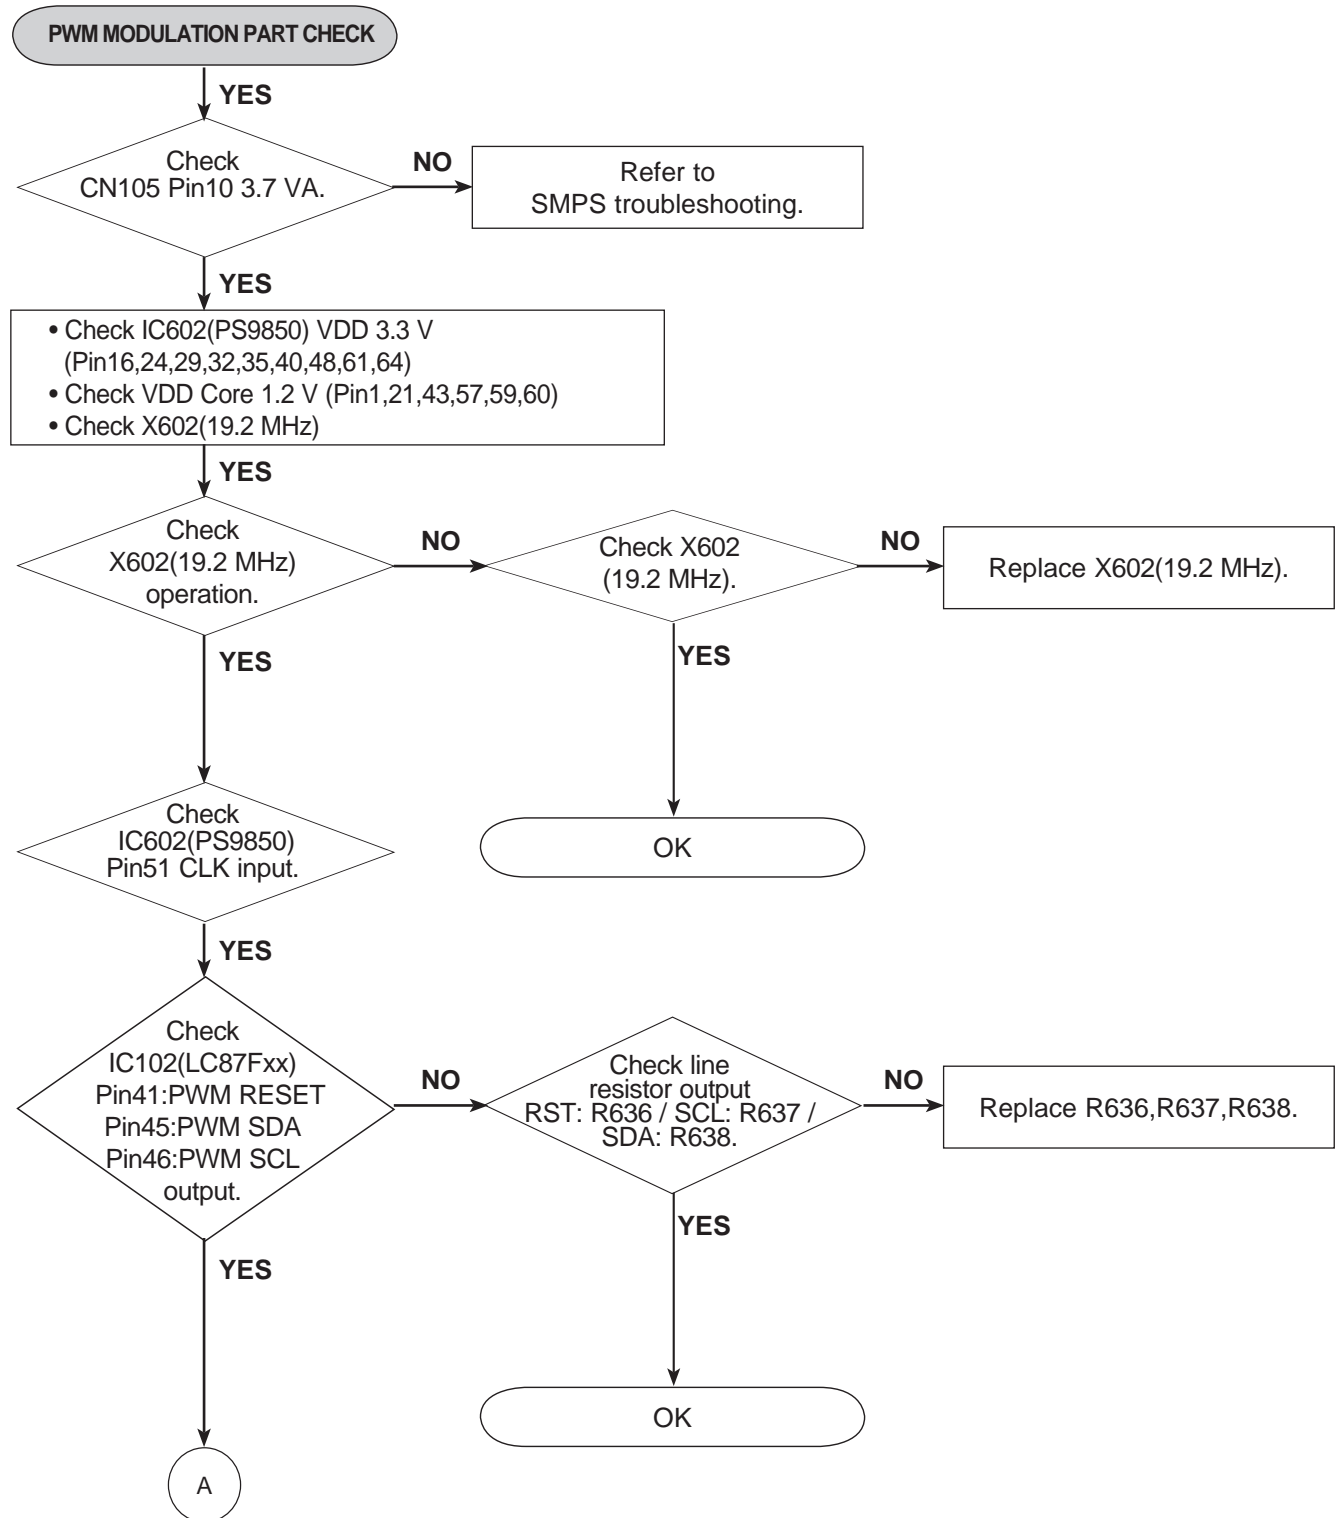 PWM MODULATION PART CHECK
YES
Check
CN105 Pin10 3.7 VA.
NO
Refer to
SMPS troubleshooting.
YES
• Check IC602(PS9850) VDD 3.3 V
(Pin16,24,29,32,35,40,48,61,64)
• Check VDD Core 1.2 V (Pin1,21,43,57,59,60)
• Check X602(19.2 MHz)
YES
Check
X602(19.2 MHz)
operation.
NO
Check X602
(19.2 MHz).
NO
Replace X602(19.2 MHz).
YES
YES
OK
Check
IC602(PS9850)
Pin51 CLK input.
YES
Check
IC102(LC87Fxx)
Pin41:PWM RESET
Pin45:PWM SDA
Pin46:PWM SCL
output.
NO
Check line
resistor output
RST: R636 / SCL: R637 /
SDA: R638.
NO
Replace R636,R637,R638.
YES
YES
OK
A